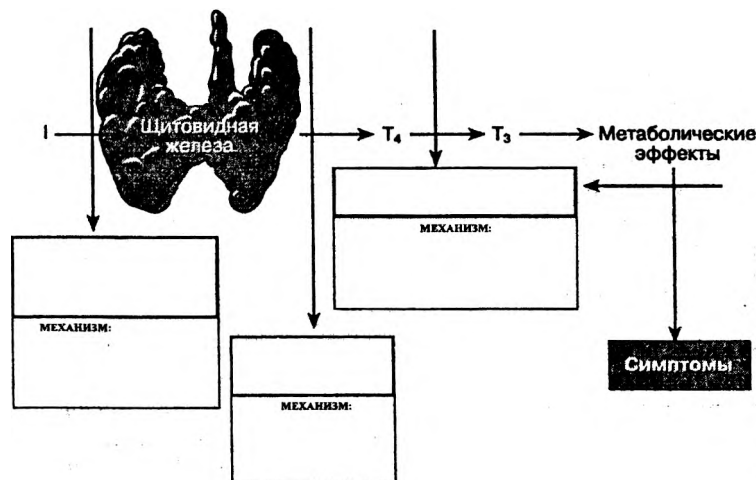 I
Щитовидная
железа
T₄
T₃
Метаболические
эффекты
МЕХАНИЗМ:
МЕХАНИЗМ:
МЕХАНИЗМ:
Симптомы